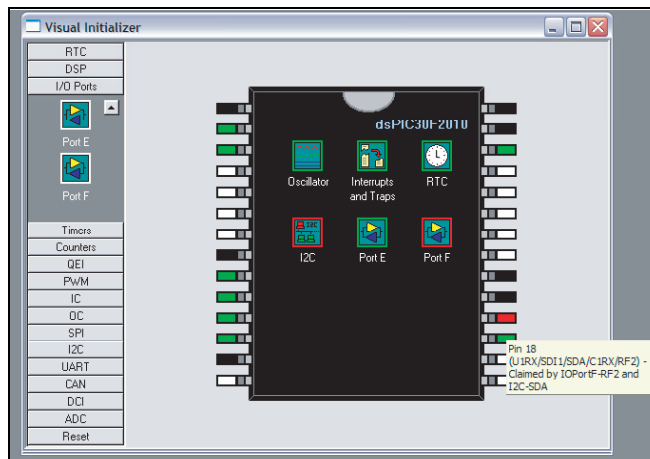 Visual Initializer
RTC
DSP
I/O Ports
Port E
Port F
Timers
Counters
QEI
PWM
IC
OC
SPI
I2C
UART
CAN
DCI
ADC
Reset
dsPIC30F2010
Oscillator
Interrupts
and Traps
RTC
I2C
Port E
Port F
Pin 18
(U1RX/SDI1/SDA/C1RX/RF2) -
Claimed by IOPortF-RF2 and
I2C-SDA